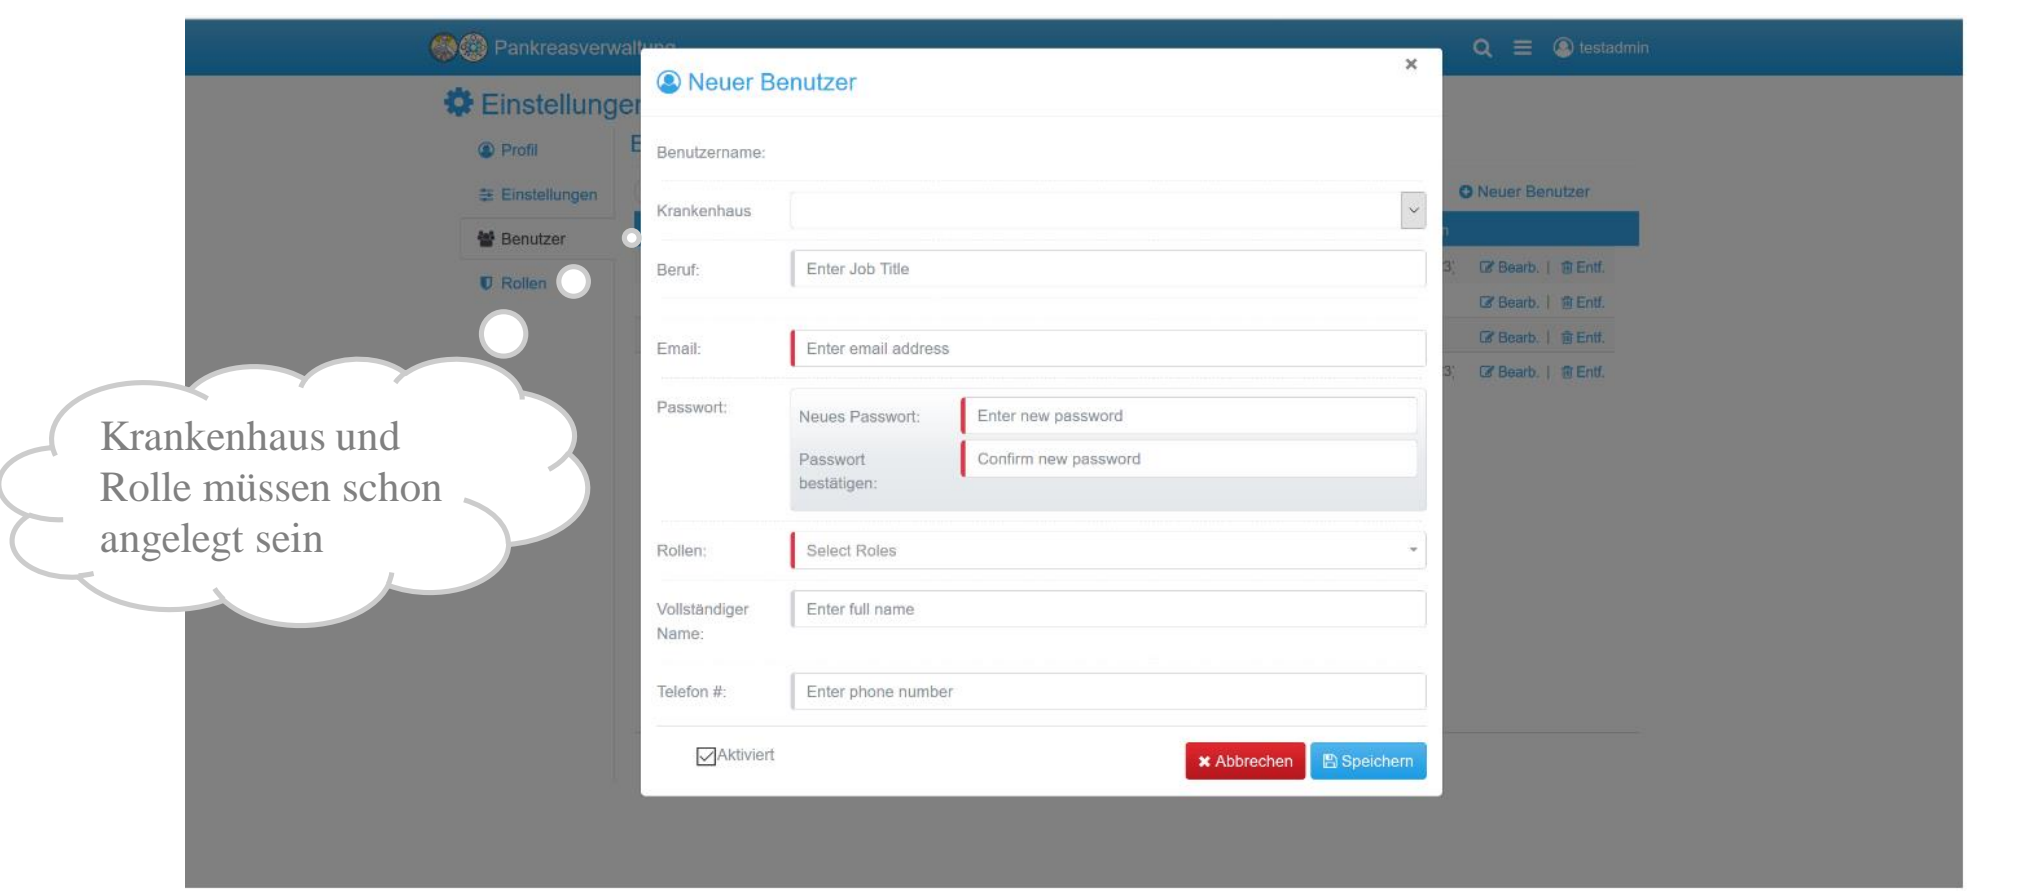 Pankreasverwaltung
testadmin
Neuer Benutzer
Einstellungen
Profil
Benutzername:
Einstellungen
Neuer Benutzer
Krankenhaus
Benutzer
Beruf: Enter Job Title
Bearb. | Entf.
Rollen
Bearb. | Entf.
Email: Enter email address
Bearb. | Entf.
Bearb. | Entf.
Passwort:
Neues Passwort: Enter new password
Passwort
bestätigen:
Confirm new password
Krankenhaus und
Rolle müssen schon
angelegt sein
Rollen: Select Roles
Vollständiger
Name:
Enter full name
Telefon #: Enter phone number
Aktiviert
Abbrechen
Speichern